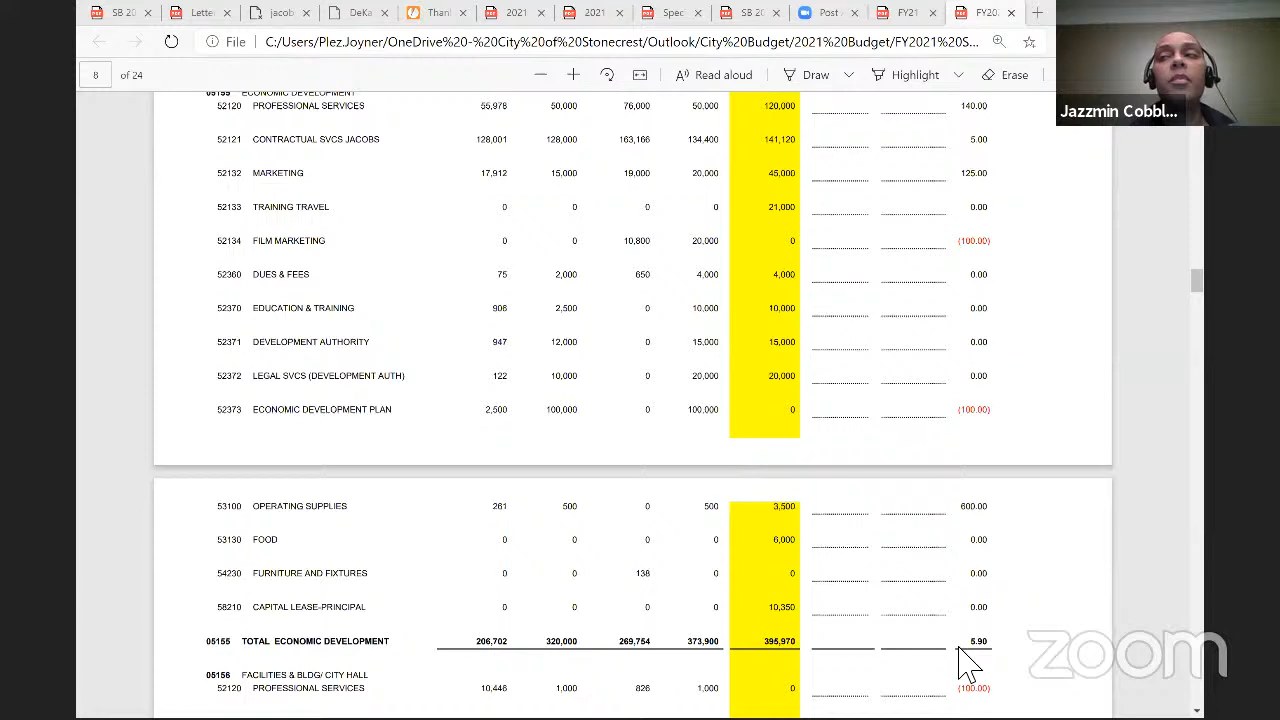 SB 20
Letter
jacob
Section
Thank
2021
Spec
SB 3
Post
FY21
FY20
File C:/Users/Plez.Joyner/OneDrive%20-%20City%20of%20Stonecrest/Outlook/City%20Budget/2021%20Budget/FY2021%20S...
8 of 24 Read aloud Draw Highlight Erase
Jazzmin Cobbl...
05155 ECONOMIC DEVELOPMENT
52120 PROFESSIONAL SERVICES 55,978 50,000 76,000 50,000 120,000 140.00
52121 CONTRACTUAL SVCS JACOBS 128,001 128,000 163,166 134,400 141,120 5.00
52132 MARKETING 17,912 15,000 19,000 20,000 45,000 125.00
52133 TRAINING TRAVEL 0 0 0 0 21,000 0.00
52134 FILM MARKETING 0 0 10,800 20,000 0 (100.00)
52360 DUES & FEES 75 2,000 650 4,000 4,000 0.00
52370 EDUCATION & TRAINING 906 2,500 0 10,000 10,000 0.00
52371 DEVELOPMENT AUTHORITY 947 12,000 0 15,000 15,000 0.00
52372 LEGAL SVCS (DEVELOPMENT AUTH) 122 10,000 0 20,000 20,000 0.00
52373 ECONOMIC DEVELOPMENT PLAN 2,500 100,000 0 100,000 0 (100.00)
53100 OPERATING SUPPLIES 261 500 0 500 3,500 600.00
53130 FOOD 0 0 0 0 6,000 0.00
54230 FURNITURE AND FIXTURES 0 0 138 0 0 0.00
58210 CAPITAL LEASE-PRINCIPAL 0 0 0 0 10,350 0.00
05155 TOTAL ECONOMIC DEVELOPMENT 206,702 320,000 269,754 373,900 395,970 5.90
05156 FACILITIES & BLDG/ CITY HALL
52120 PROFESSIONAL SERVICES 10,446 1,000 826 1,000 0 (100.00)
zoom